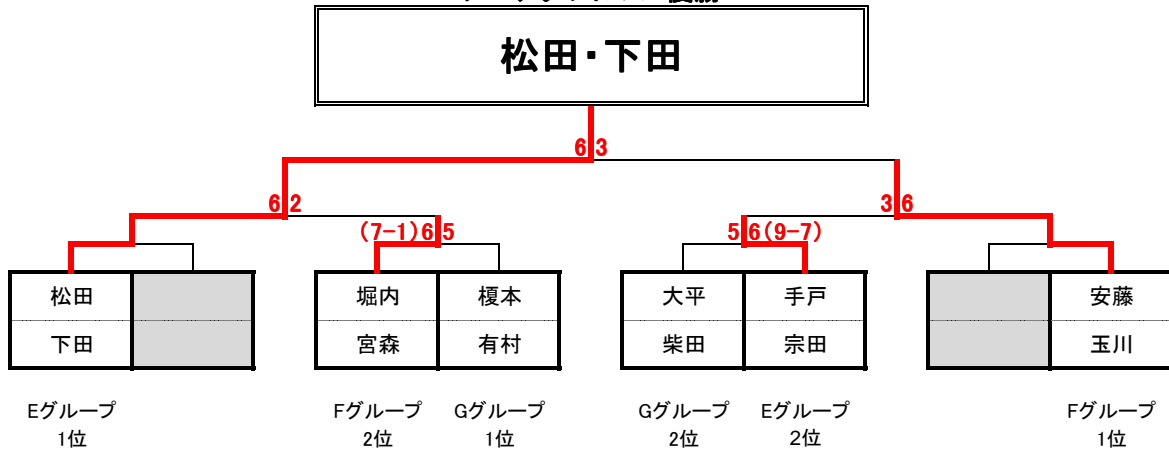 松田・下田
6 3
6 2
3 6
(7-1)6 5
5 6(9-7)
松田 堀内 榎本 大平 手戸 安藤
下田 宮森 有村 柴田 宗田 玉川
Eグループ Fグループ Gグループ Gグループ Eグループ Fグループ
1位 2位 1位 2位 2位 1位